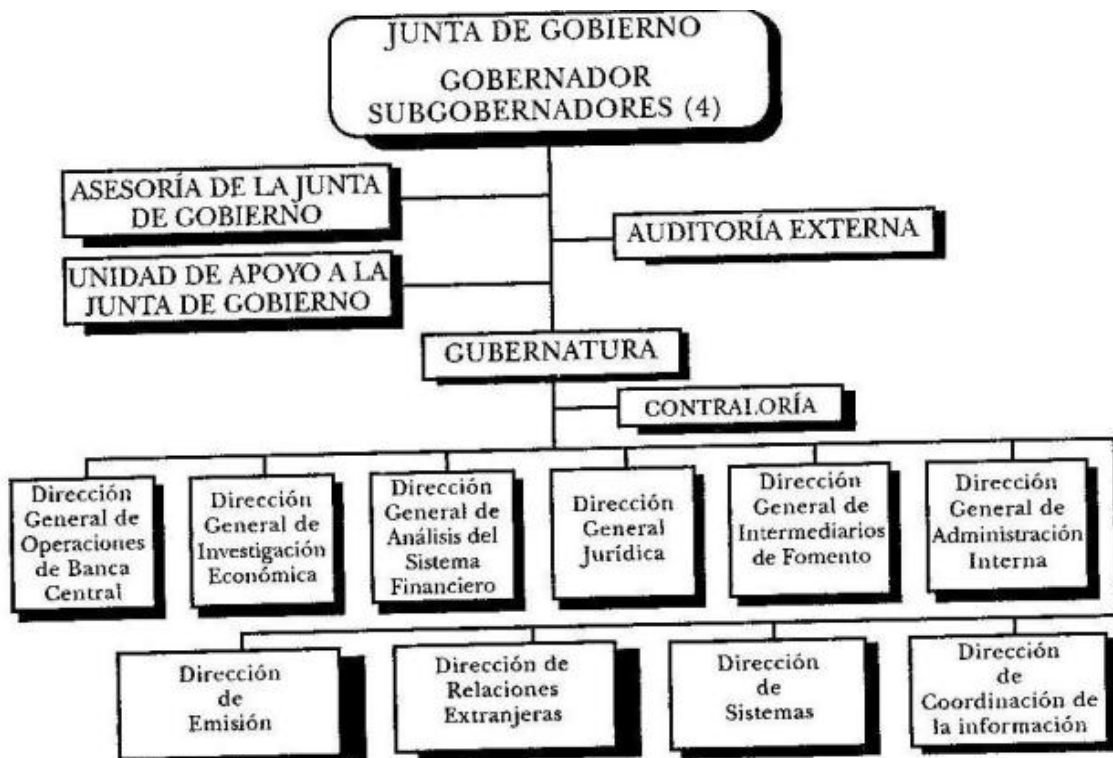 JUNTA DE GOBIERNO
GOBERNADOR
SUBGOBERNADORES (4)
ASESORÍA DE LA JUNTA
DE GOBIERNO
AUDITORÍA EXTERNA
UNIDAD DE APOYO A LA
JUNTA DE GOBIERNO
GUBERNATURA
CONTRALORÍA
Dirección
General de
Operaciones
de Banca
Central
Dirección
General de
Investigación
Económica
Dirección
General de
Análisis del
Sistema
Financiero
Dirección
General
Jurídica
Dirección
General de
Intermediarios
de Fomento
Dirección
General de
Administración
Interna
Dirección
de
Emisión
Dirección de
Relaciones
Extranjeras
Dirección
de
Sistemas
Dirección
de
Coordinación de
la información